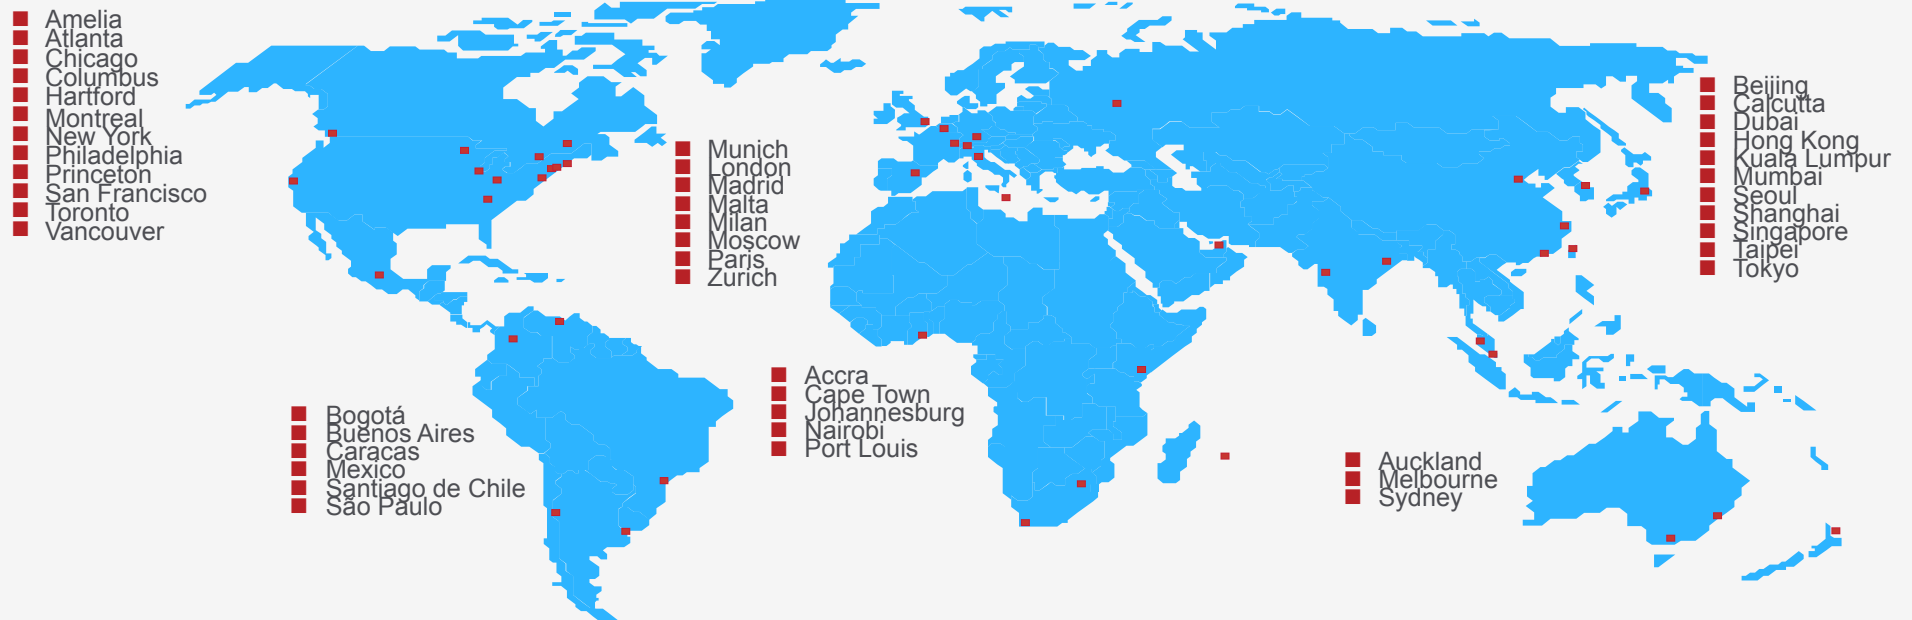 Amelia
Atlanta
Chicago
Columbus
Hartford
Montreal
New York
Philadelphia
Princeton
San Francisco
Toronto
Vancouver
Munich
London
Madrid
Malta
Milan
Moscow
Paris
Zurich
Beijing
Calcutta
Dubai
Hong Kong
Kuala Lumpur
Mumbai
Seoul
Shanghai
Singapore
Taipei
Tokyo
Bogotá
Buenos Aires
Caracas
Mexico
Santiago de Chile
São Paulo
Accra
Cape Town
Johannesburg
Nairobi
Port Louis
Auckland
Melbourne
Sydney